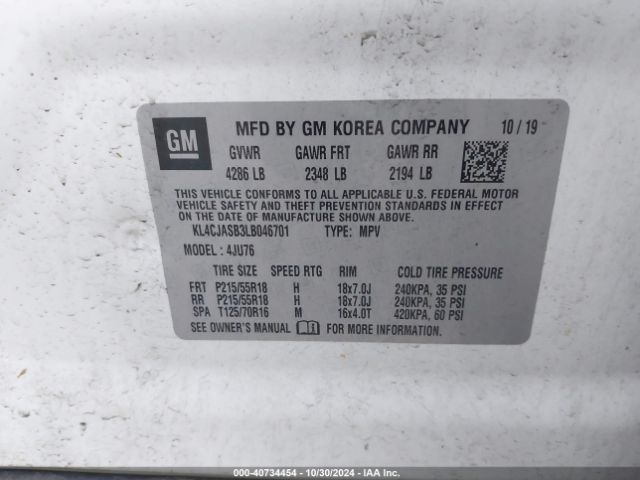 GM MFD BY GM KOREA COMPANY 10 / 19
GVWR GAWR FRT GAWR RR
4286 LB 2348 LB 2194 LB
THIS VEHICLE CONFORMS TO ALL APPLICABLE U.S. FEDERAL MOTOR
VEHICLE SAFETY AND THEFT PREVENTION STANDARDS IN EFFECT ON
THE DATE OF MANUFACTURE SHOWN ABOVE.
KL4CJASB3LB046701 TYPE: MPV
MODEL : 4JU76
TIRE SIZE SPEED RTG RIM COLD TIRE PRESSURE
FRT P215/55R18 H 18x7.0J 240KPA, 35 PSI
RR P215/55R18 H 18x7.0J 240KPA, 35 PSI
SPA T125/70R16 M 16x4.0T 420KPA, 60 PSI
SEE OWNER'S MANUAL FOR MORE INFORMATION.
000-40734454 - 10/30/2024 - IAA Inc.